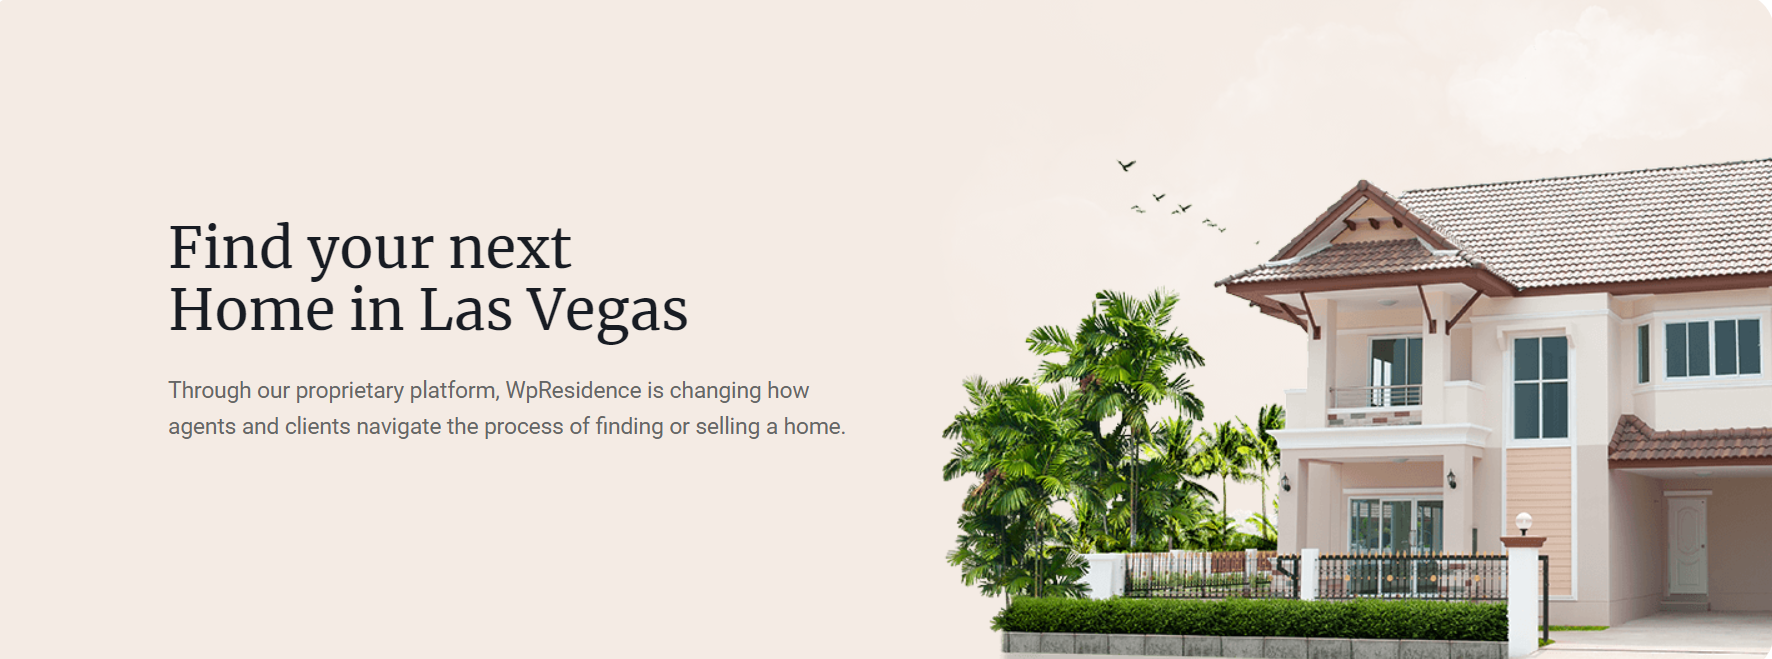 Find your next
Home in Las Vegas
Through our proprietary platform, WpResidence is changing how
agents and clients navigate the process of finding or selling a home.